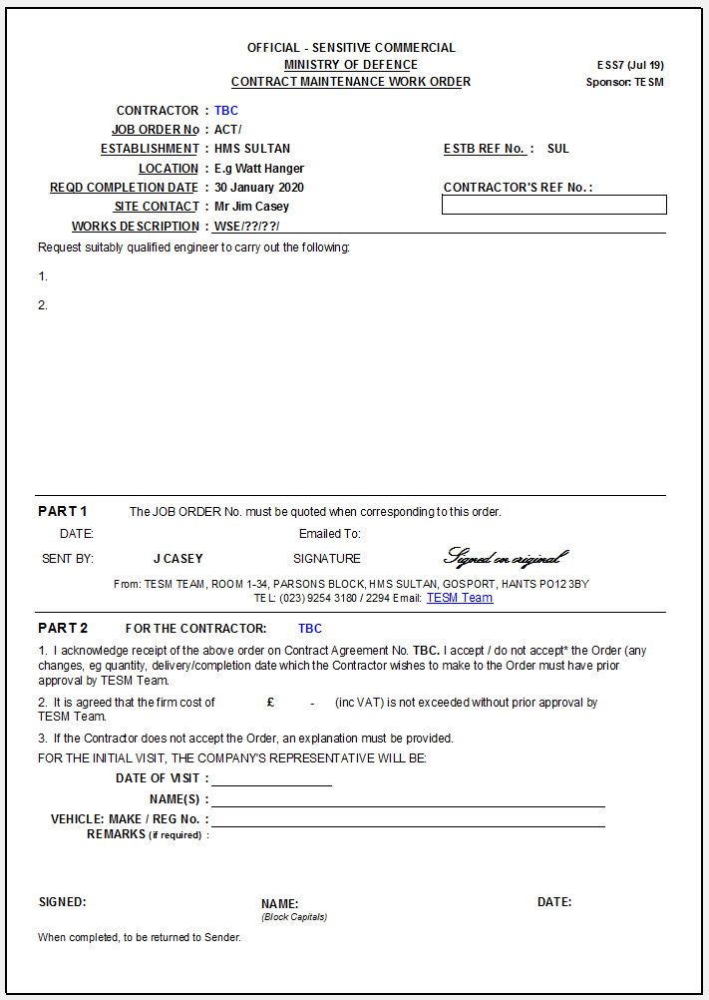 OFFICIAL - SENSITIVE COMMERCIAL
MINISTRY OF DEFENCE
ESS7 (Jul 19)
CONTRACT MAINTENANCE WORK ORDER
Sponsor: TESM
CONTRACTOR : TBC
JOB ORDER No : ACT/
ESTABLISHMENT : HMS SULTAN
ESTB REF No. : SUL
LOCATION : E.g Watt Hanger
REQD COMPLETION DATE : 30 January 2020
CONTRACTOR'S REF No. :
SITE CONTACT : Mr Jim Casey
WORKS DESCRIPTION : WSE/??/??/
Request suitably qualified engineer to carry out the following:
1.
2.
PART 1 The JOB ORDER No. must be quoted when corresponding to this order.
DATE: Emailed To:
SENT BY: J CASEY SIGNATURE Signed on original
From: TESM TEAM, ROOM 1-34, PARSONS BLOCK, HMS SULTAN, GOSPORT, HANTS PO12 3BY
TEL: (023) 9254 3180 / 2294 Email: TESM Team
PART 2 FOR THE CONTRACTOR: TBC
1. I acknowledge receipt of the above order on Contract Agreement No. TBC. I accept / do not accept* the Order (any
changes, eg quantity, delivery/completion date which the Contractor wishes to make to the Order must have prior
approval by TESM Team.
2. It is agreed that the firm cost of £ - (inc VAT) is not exceeded without prior approval by
TESM Team.
3. If the Contractor does not accept the Order, an explanation must be provided.
FOR THE INITIAL VISIT, THE COMPANY'S REPRESENTATIVE WILL BE:
DATE OF VISIT :
NAME(S) :
VEHICLE: MAKE / REG No. :
REMARKS (if required) :
SIGNED: NAME: DATE:
(Block Capitals)
When completed, to be returned to Sender.